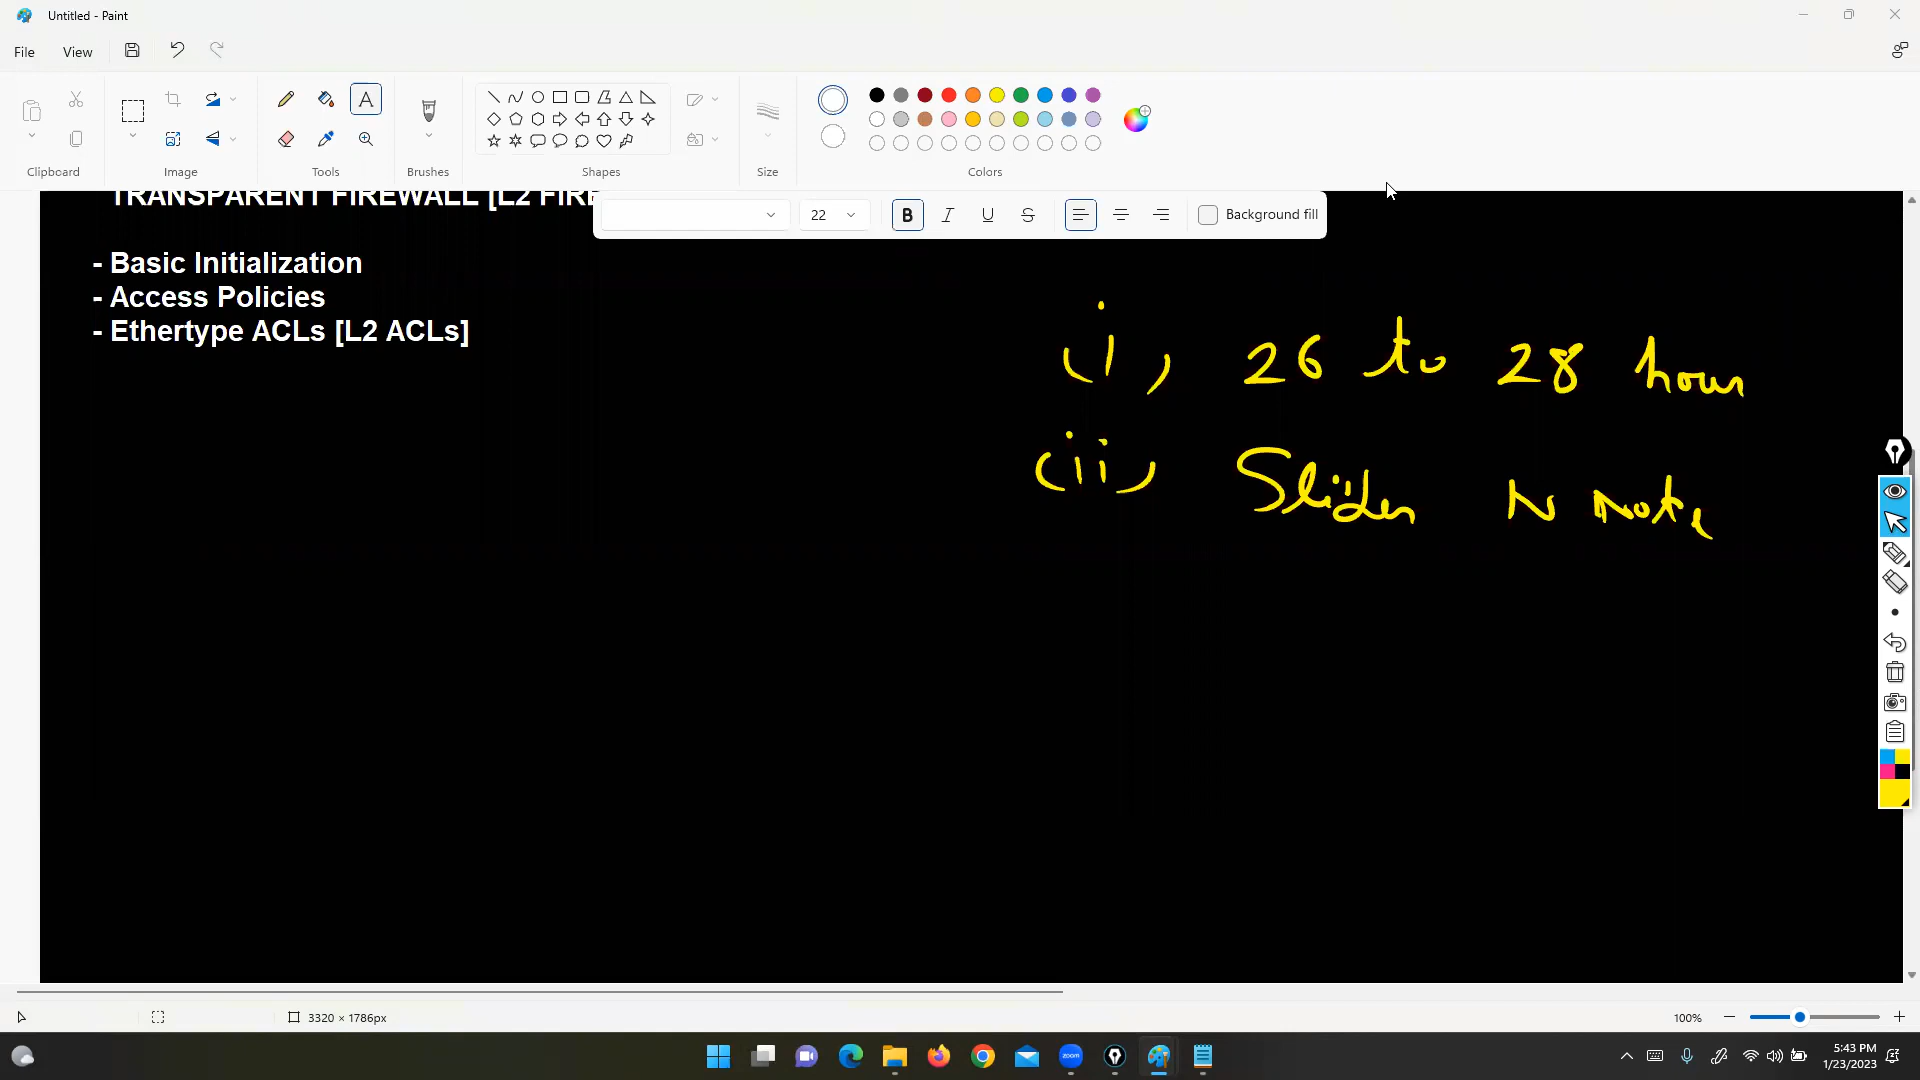 Untitled - Paint
File View
Clipboard Image Tools Brushes Shapes Size Colors
TRANSPARENT FIREWALL [L2 FIRE
22 B I U S Background fill
- Basic Initialization
- Access Policies
- Ethertype ACLs [L2 ACLs]
(i) 26 to 28 hour
(ii) N Note
3320 × 1786px 100%
zoom
5:43 PM
1/23/2023